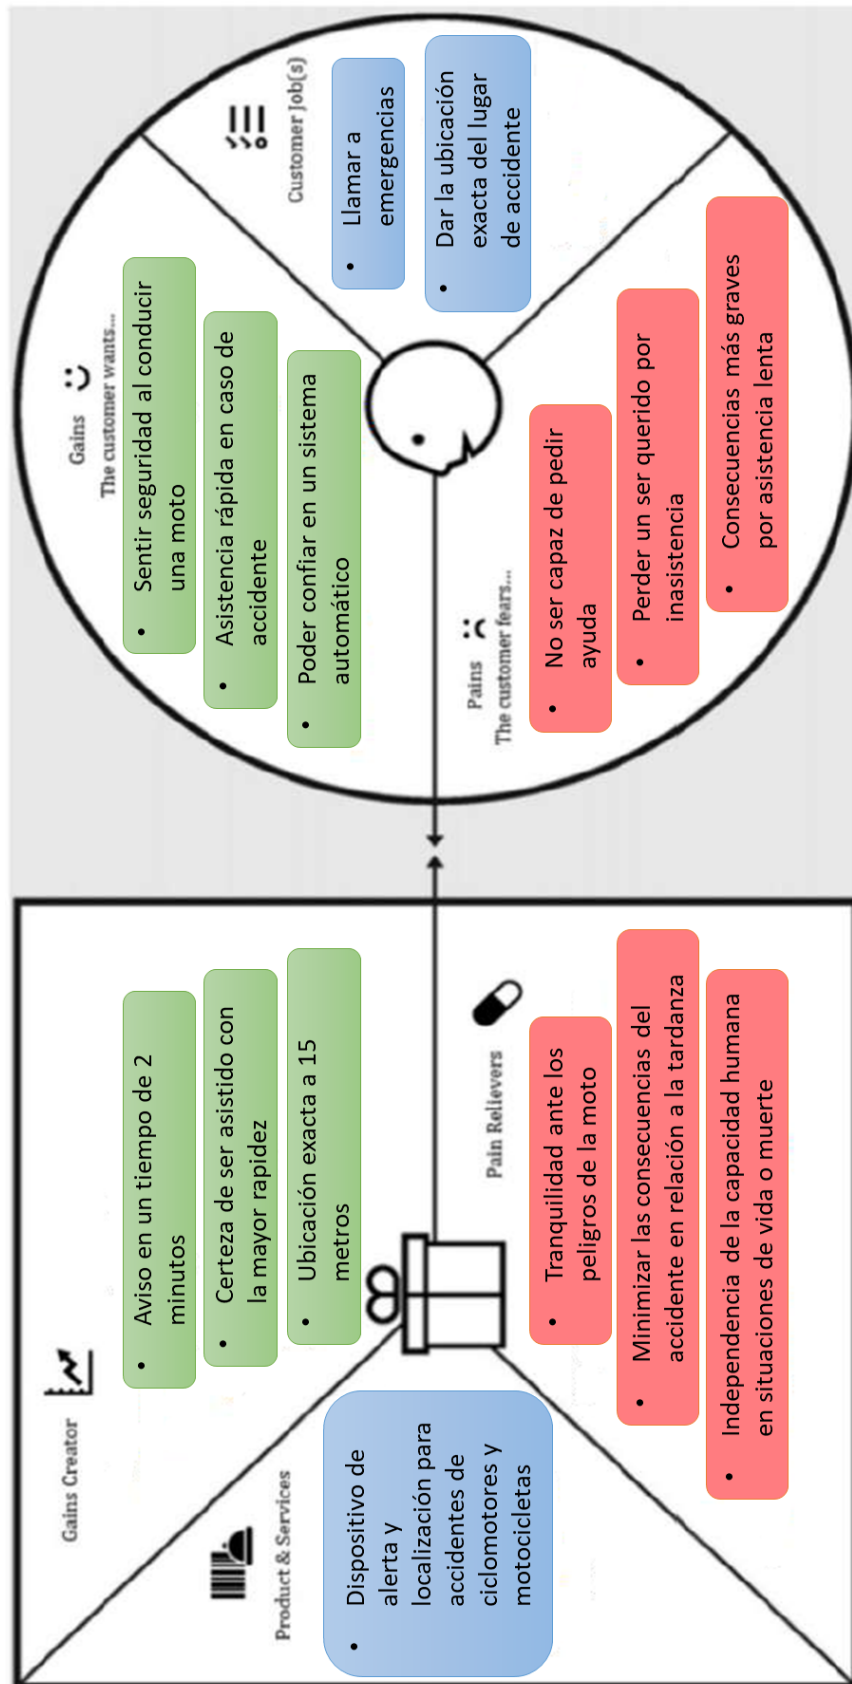 Gains Creator
• Aviso en un tiempo de 2
minutos
• Certeza de ser asistido con
la mayor rapidez
• Ubicación exacta a 15
metros
Product & Services
• Dispositivo de
alerta y
localización para
accidentes de
ciclomotores y
motocicletas
Pain Relievers
• Tranquilidad ante los
peligros de la moto
• Minimizar las consecuencias del
accidente en relación a la tardanza
• Independencia de la capacidad humana
en situaciones de vida o muerte
Gains
The customer wants...
• Sentir seguridad al conducir
una moto
• Asistencia rápida en caso de
accidente
• Poder confiar en un sistema
automático
Customer Job(s)
• Llamar a
emergencias
• Dar la ubicación
exacta del lugar
de accidente
Pains
The customer fears...
• No ser capaz de pedir
ayuda
• Perder un ser querido por
inasistencia
• Consecuencias más graves
por asistencia lenta